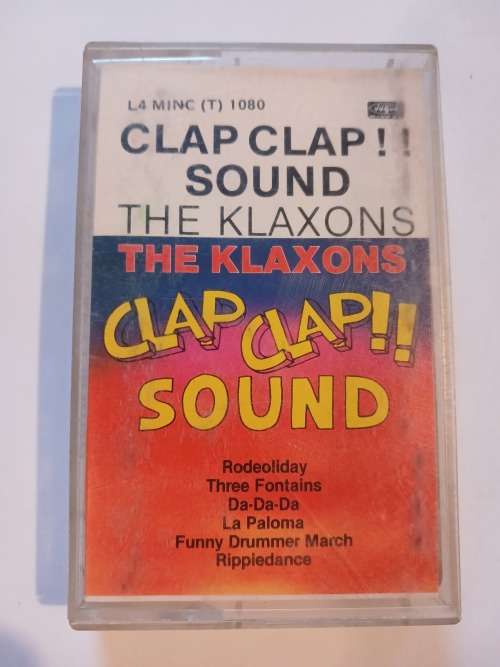 L4 MINC (T) 1080
CLAP CLAP ! !
SOUND
THE KLAXONS
THE KLAXONS
CLAP CLAP!!
SOUND
Rodeoliday
Three Fontains
Da-Da-Da
La Paloma
Funny Drummer March
Rippledance